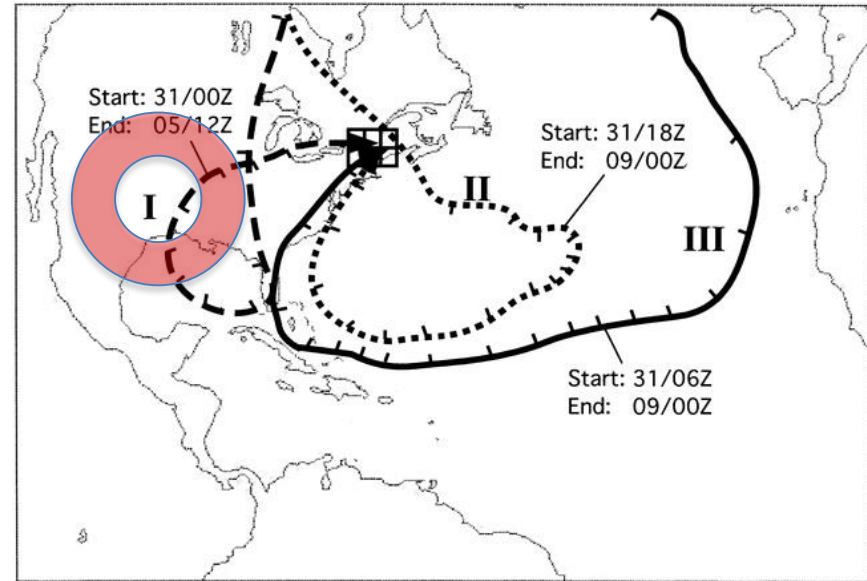 Start: 31/00Z
End: 05/12Z
I
Start: 31/18Z
End: 09/00Z
II
III
Start: 31/06Z
End: 09/00Z